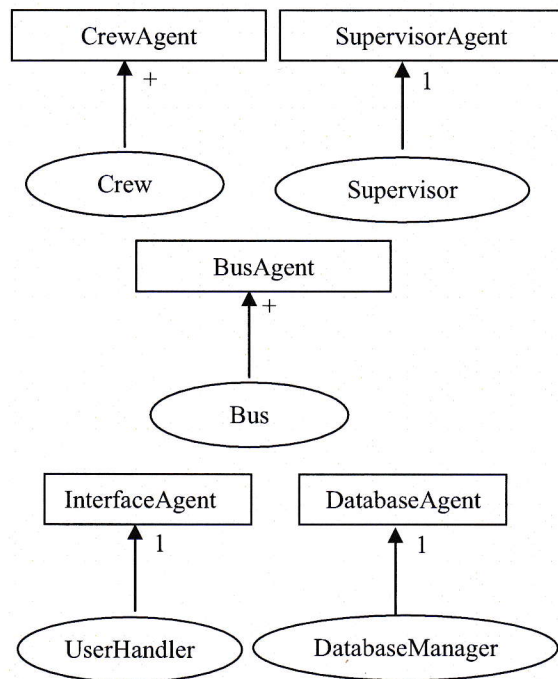 CrewAgent
SupervisorAgent
+
1
Crew
Supervisor
BusAgent
+
Bus
InterfaceAgent
DatabaseAgent
1
1
UserHandler
DatabaseManager